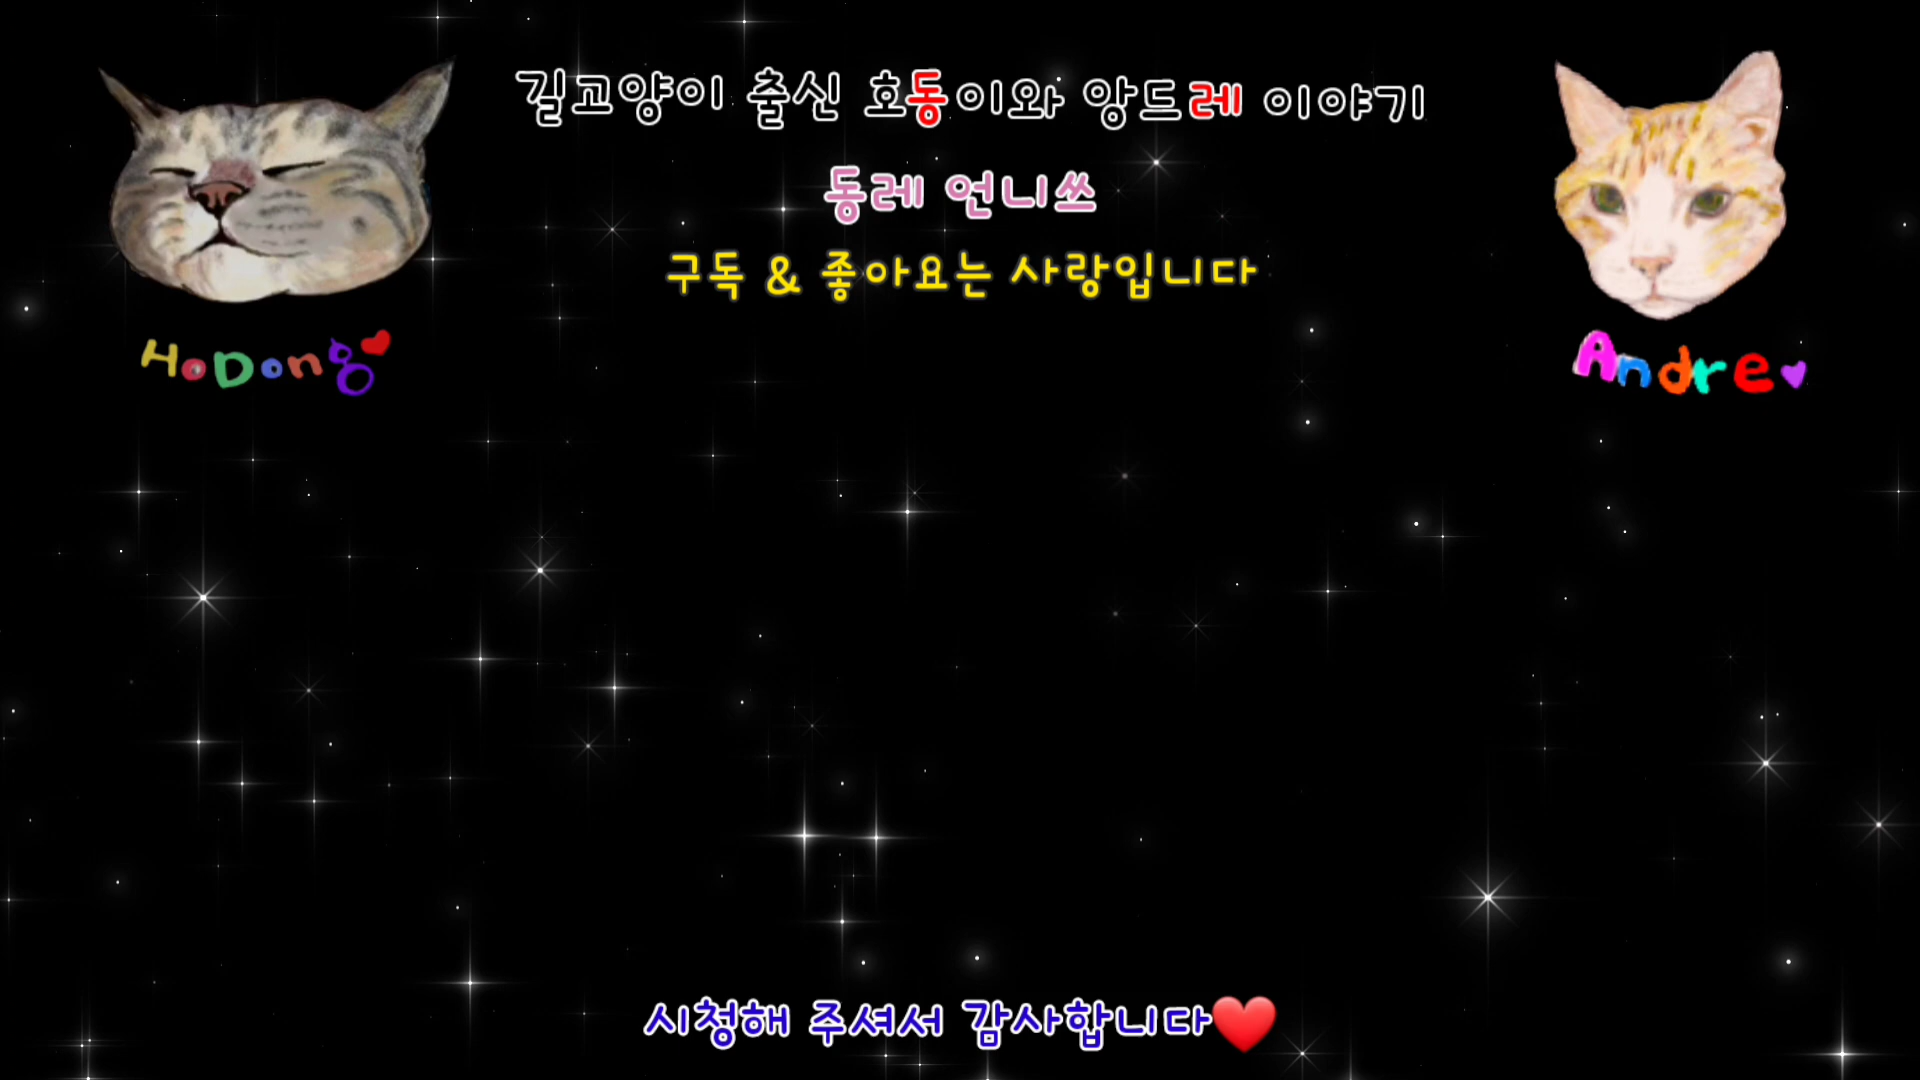 길고양이 출신 호동이와 앙드레 이야기
동레 언니쓰
구독 & 좋아요는 사랑입니다
HoDong
Andre
시청해 주셔서 감사합니다❤️